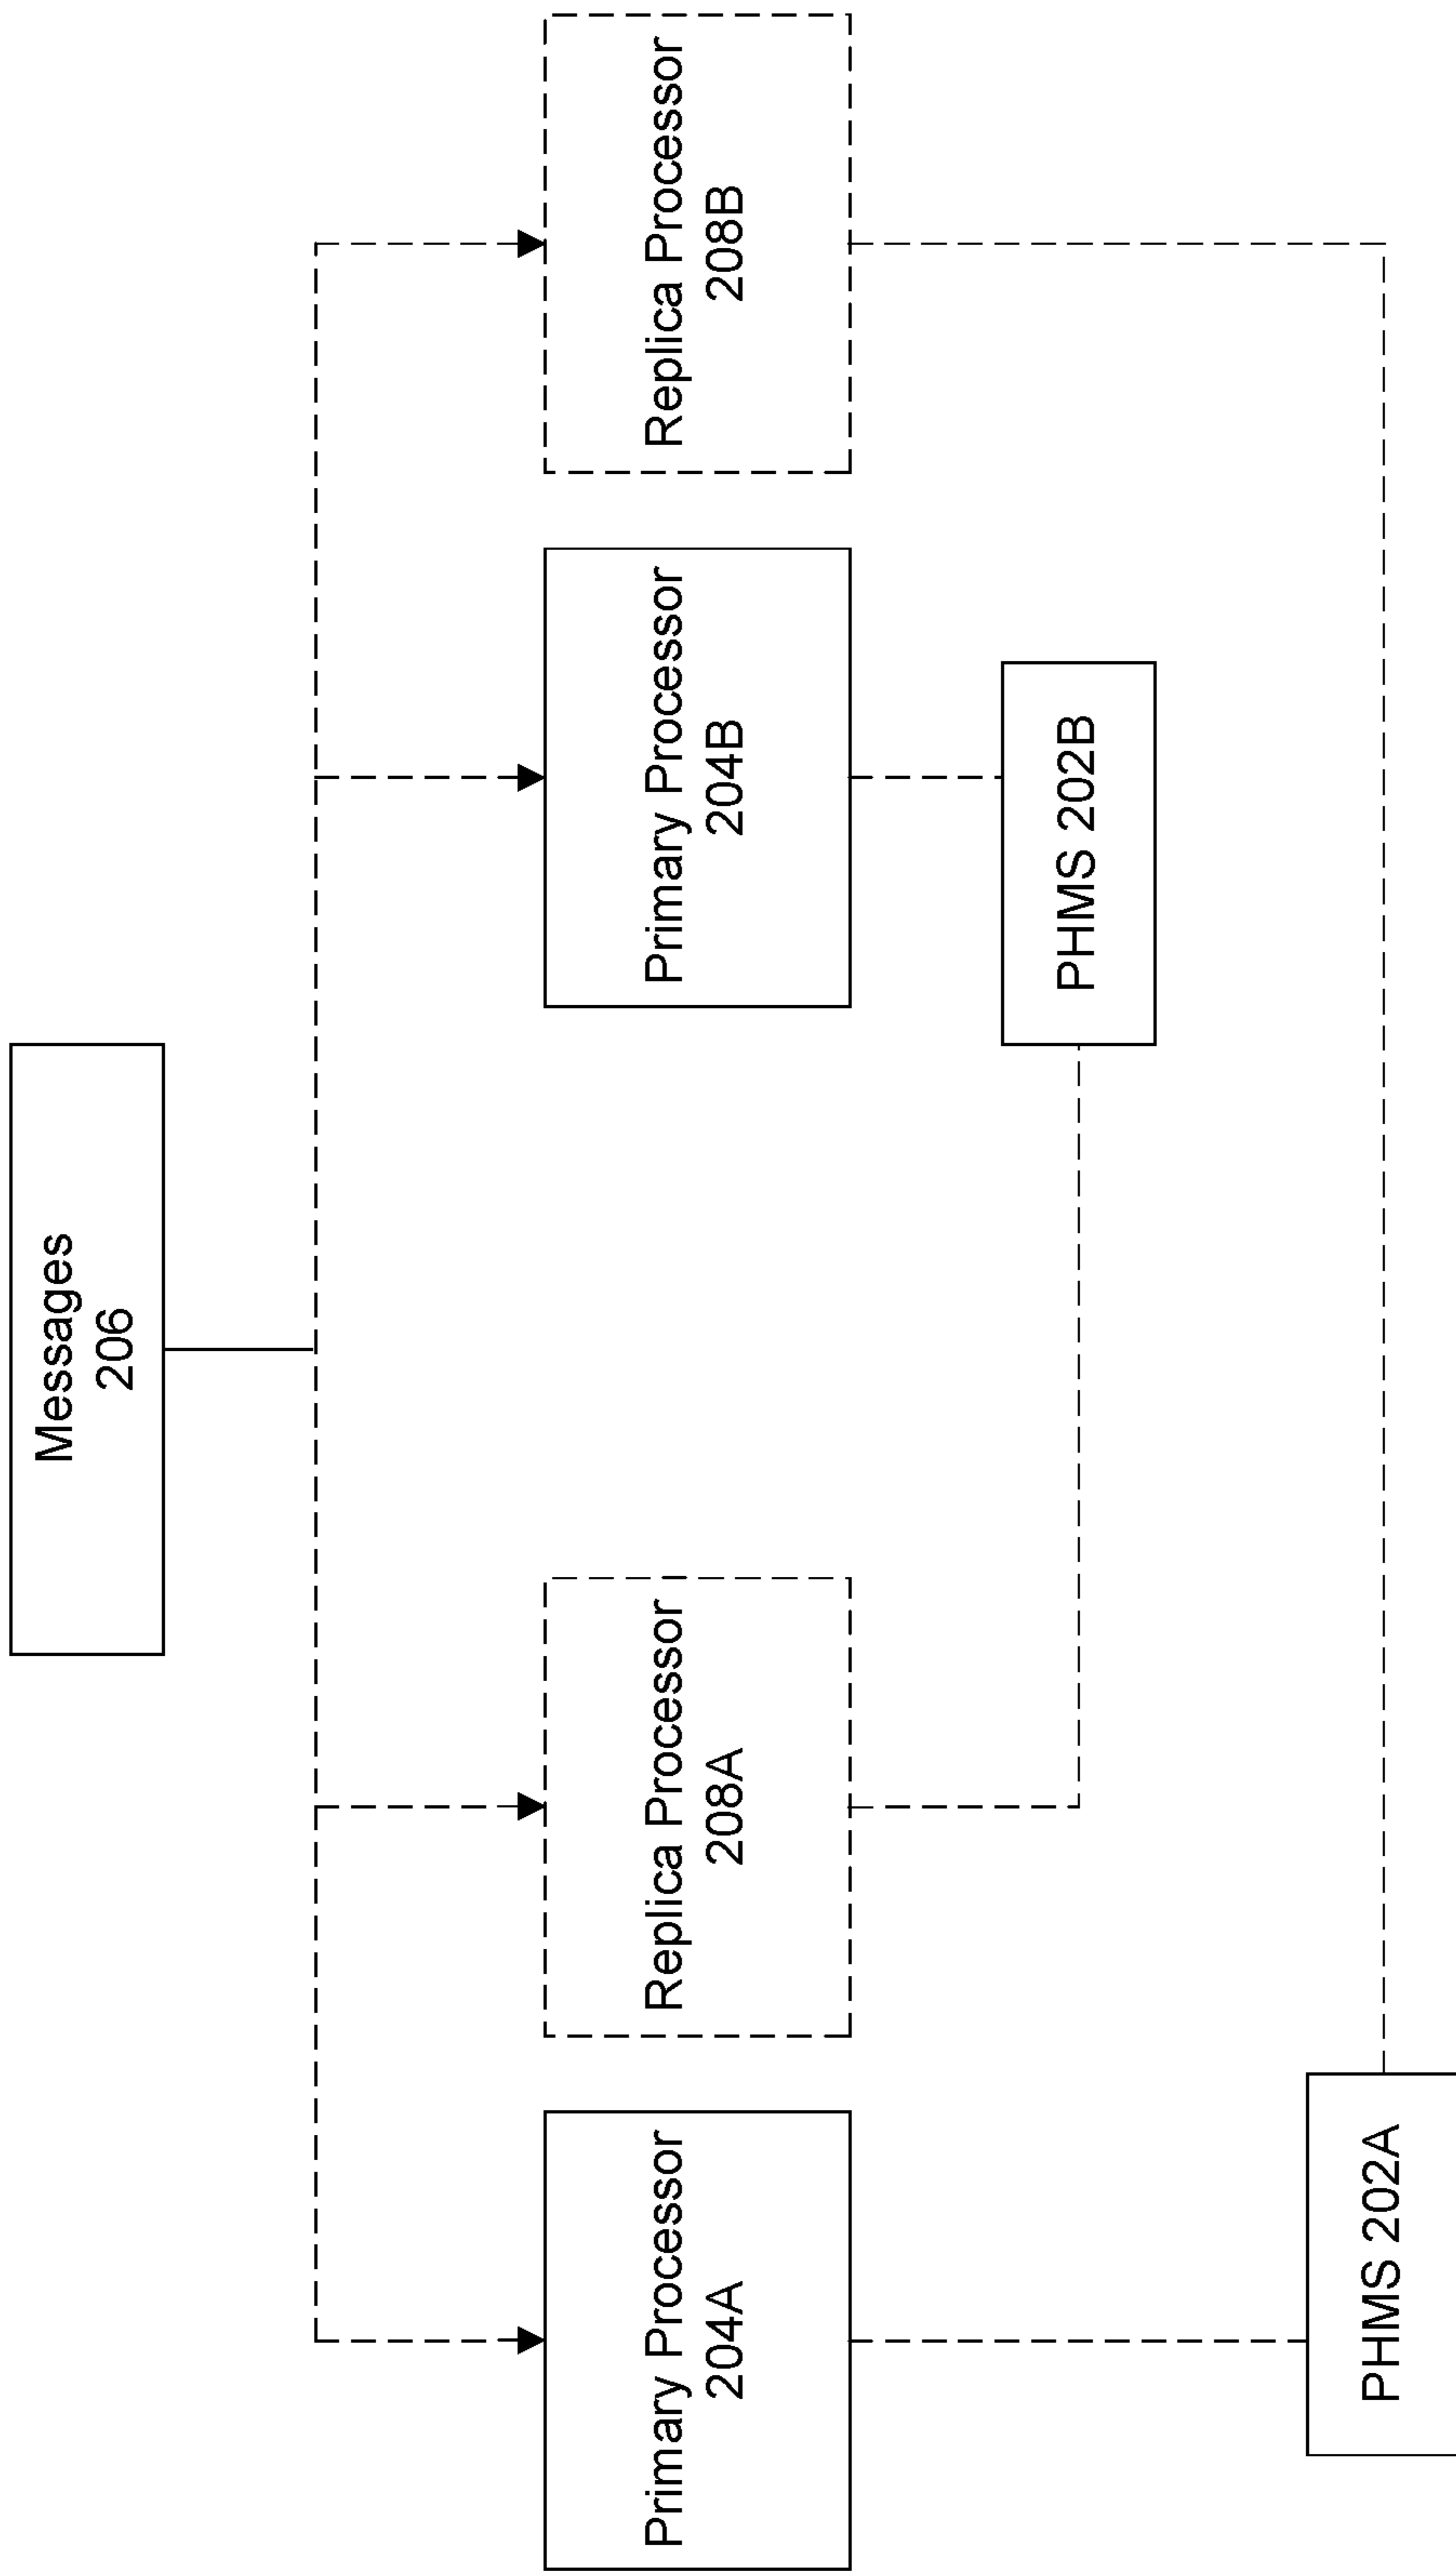 Messages
206
Primary Processor
204A
Replica Processor
208A
Primary Processor
204B
Replica Processor
208B
PHMS 202B
PHMS 202A